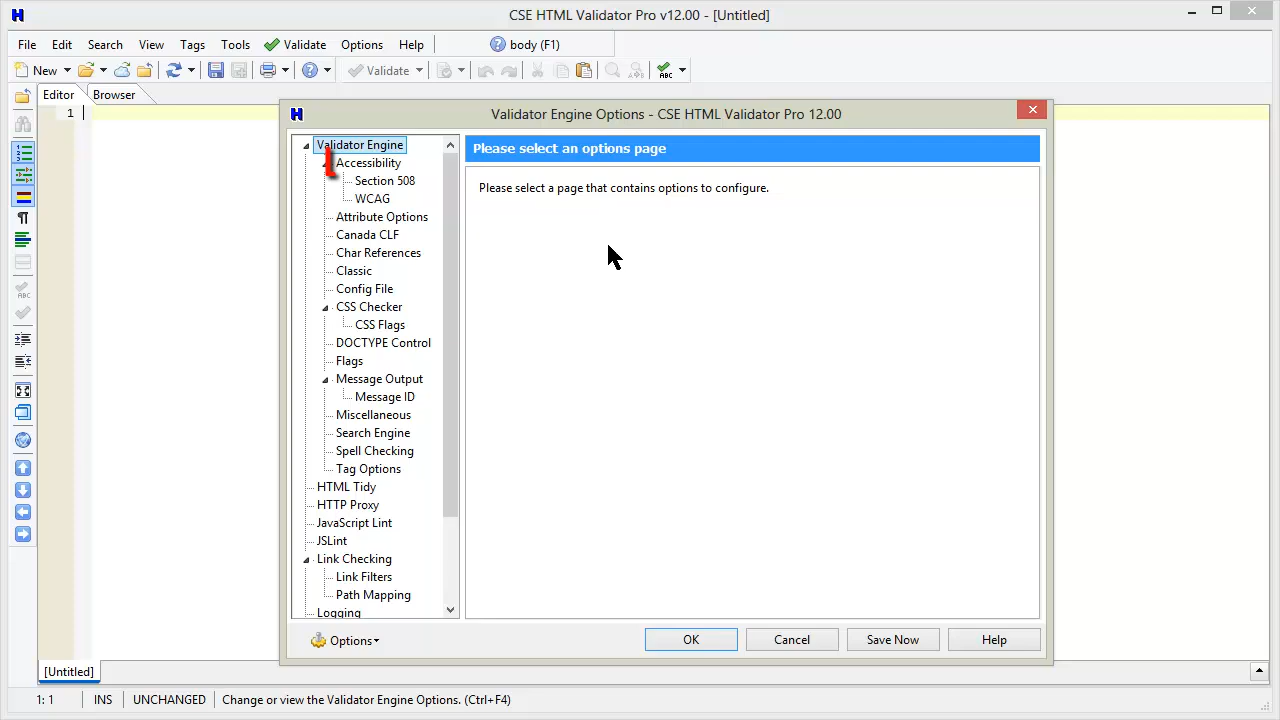 CSE HTML Validator Pro v12.00 - [Untitled]
File Edit Search View Tags Tools Validate Options Help body (F1)
New Validate
Editor Browser
1
Validator Engine Options - CSE HTML Validator Pro 12.00
Validator Engine
Accessibility
Section 508
WCAG
Attribute Options
Canada CLF
Char References
Classic
Config File
CSS Checker
CSS Flags
DOCTYPE Control
Flags
Message Output
Message ID
Miscellaneous
Search Engine
Spell Checking
Tag Options
HTML Tidy
HTTP Proxy
JavaScript Lint
JSLint
Link Checking
Link Filters
Path Mapping
Logging
Please select an options page
Please select a page that contains options to configure.
Options OK Cancel Save Now Help
[Untitled]
1: 1 INS UNCHANGED Change or view the Validator Engine Options. (Ctrl+F4)